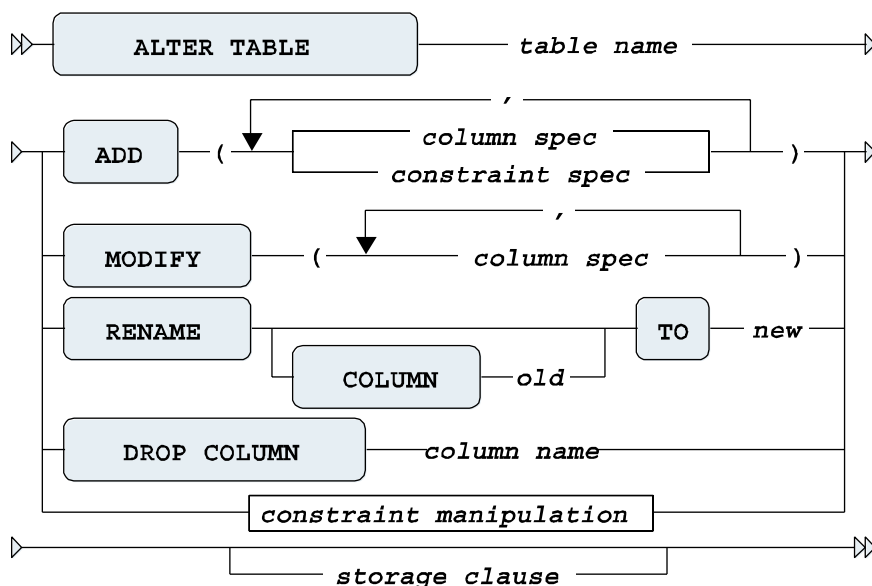 ALTER TABLE table name
,
ADD ( column spec )
constraint spec
,
MODIFY ( column spec )
RENAME TO new
COLUMN old
DROP COLUMN column name
constraint manipulation
storage clause